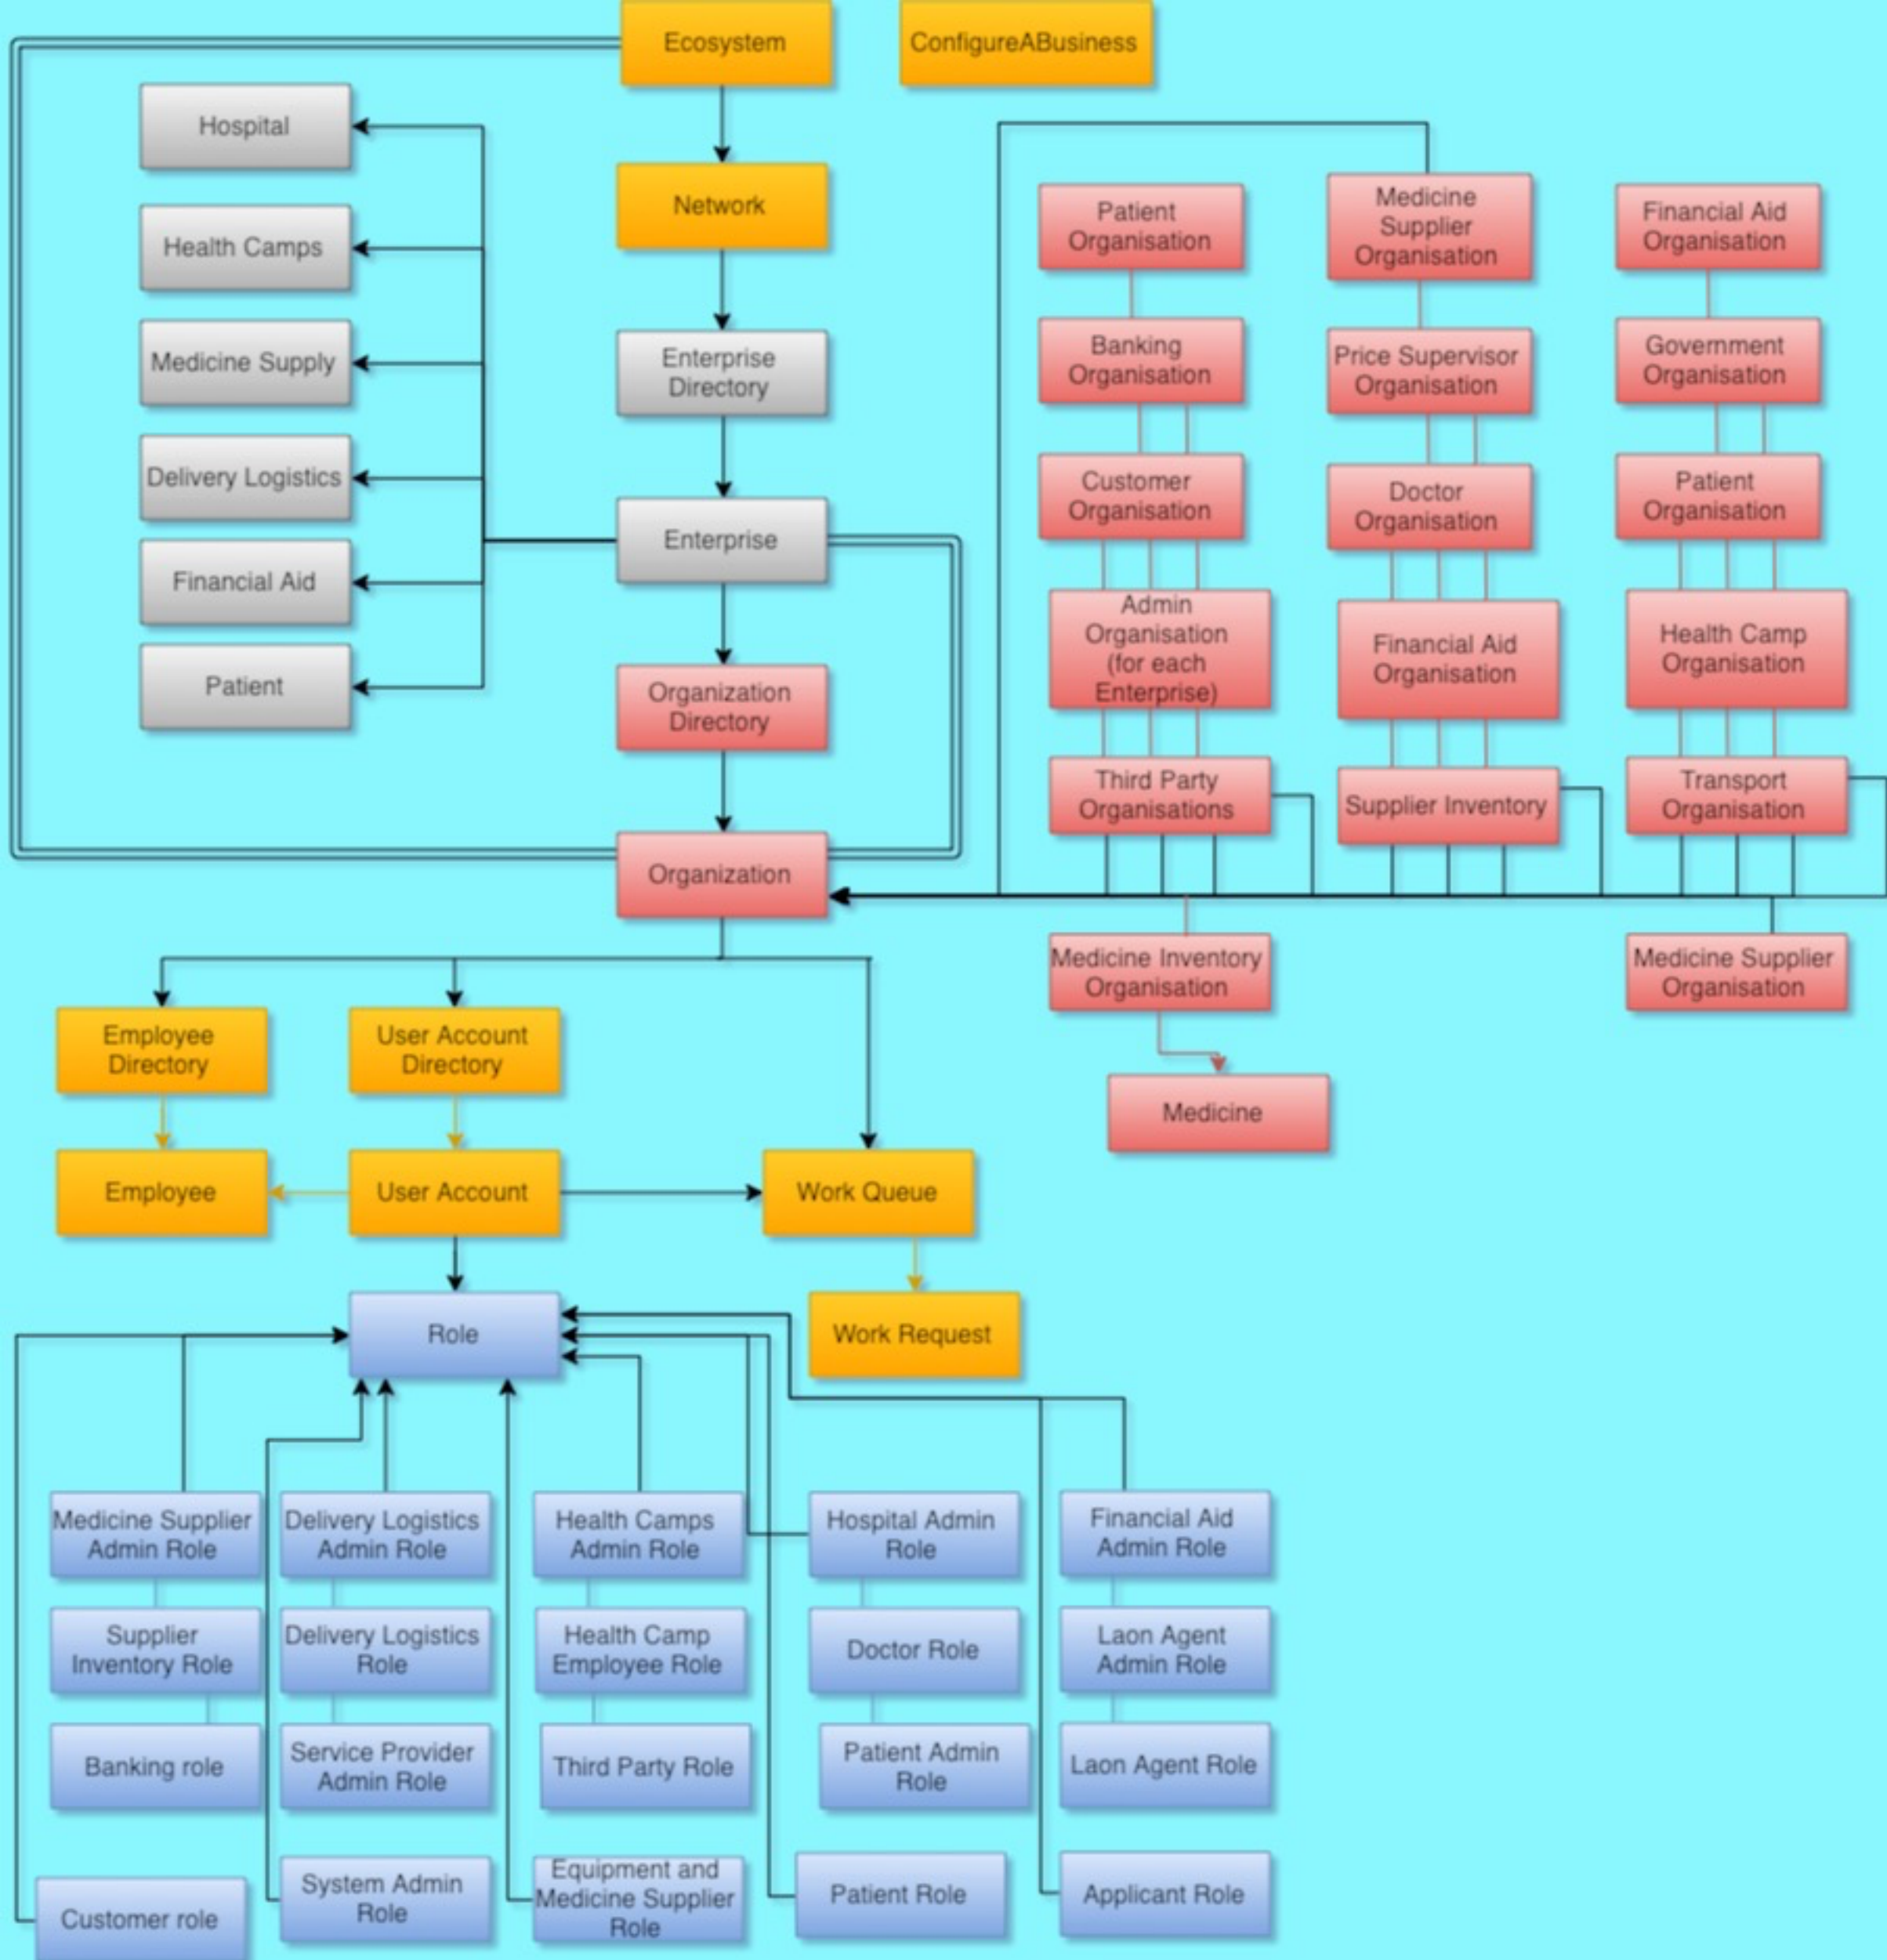 Ecosystem
ConfigureABusiness
Hospital
Health Camps
Medicine Supply
Delivery Logistics
Financial Aid
Patient
Network
Enterprise
Directory
Enterprise
Organization
Directory
Organization
Patient
Organisation
Banking
Organisation
Customer
Organisation
Admin
Organisation
(for each
Enterprise)
Third Party
Organisations
Medicine
Supplier
Organisation
Price Supervisor
Organisation
Doctor
Organisation
Financial Aid
Organisation
Supplier Inventory
Financial Aid
Organisation
Government
Organisation
Patient
Organisation
Health Camp
Organisation
Transport
Organisation
Medicine Inventory
Organisation
Medicine Supplier
Organisation
Medicine
Employee
Directory
User Account
Directory
Employee
User Account
Work Queue
Role
Work Request
Medicine Supplier
Admin Role
Delivery Logistics
Admin Role
Health Camps
Admin Role
Hospital Admin
Role
Financial Aid
Admin Role
Supplier
Inventory Role
Delivery Logistics
Role
Health Camp
Employee Role
Doctor Role
Laon Agent
Admin Role
Banking role
Service Provider
Admin Role
Third Party Role
Patient Admin
Role
Laon Agent Role
Customer role
System Admin
Role
Equipment and
Medicine Supplier
Role
Patient Role
Applicant Role